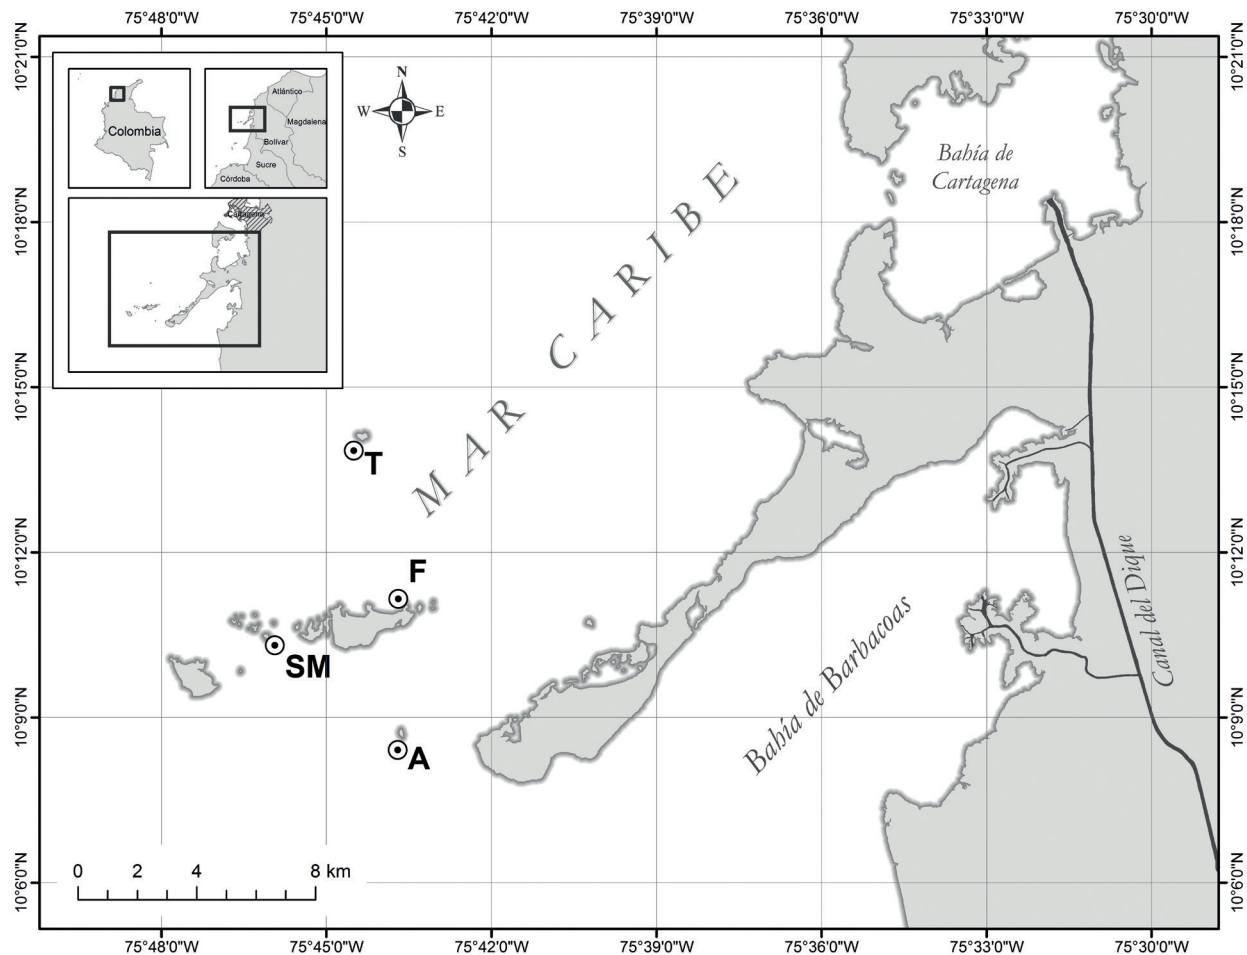 75°48'0"W 75°45'0"W 75°42'0"W 75°39'0"W 75°36'0"W 75°33'0"W 75°30'0"W
10°21'0"N
10°21'0"N
Colombia
Atlántico
Magdalena
Bolívar
Sucre
Córdoba
Cartagena
N
W E
S
Bahía de
Cartagena
10°18'0"N
10°18'0"N
MAR CARIBE
10°15'0"N
10°15'0"N
T
10°12'0"N
10°12'0"N
F
SM
Canal del Dique
Bahía de Barbacoas
10°9'0"N
10°9'0"N
A
0 2 4 8 km
10°6'0"N
10°6'0"N
75°48'0"W 75°45'0"W 75°42'0"W 75°39'0"W 75°36'0"W 75°33'0"W 75°30'0"W